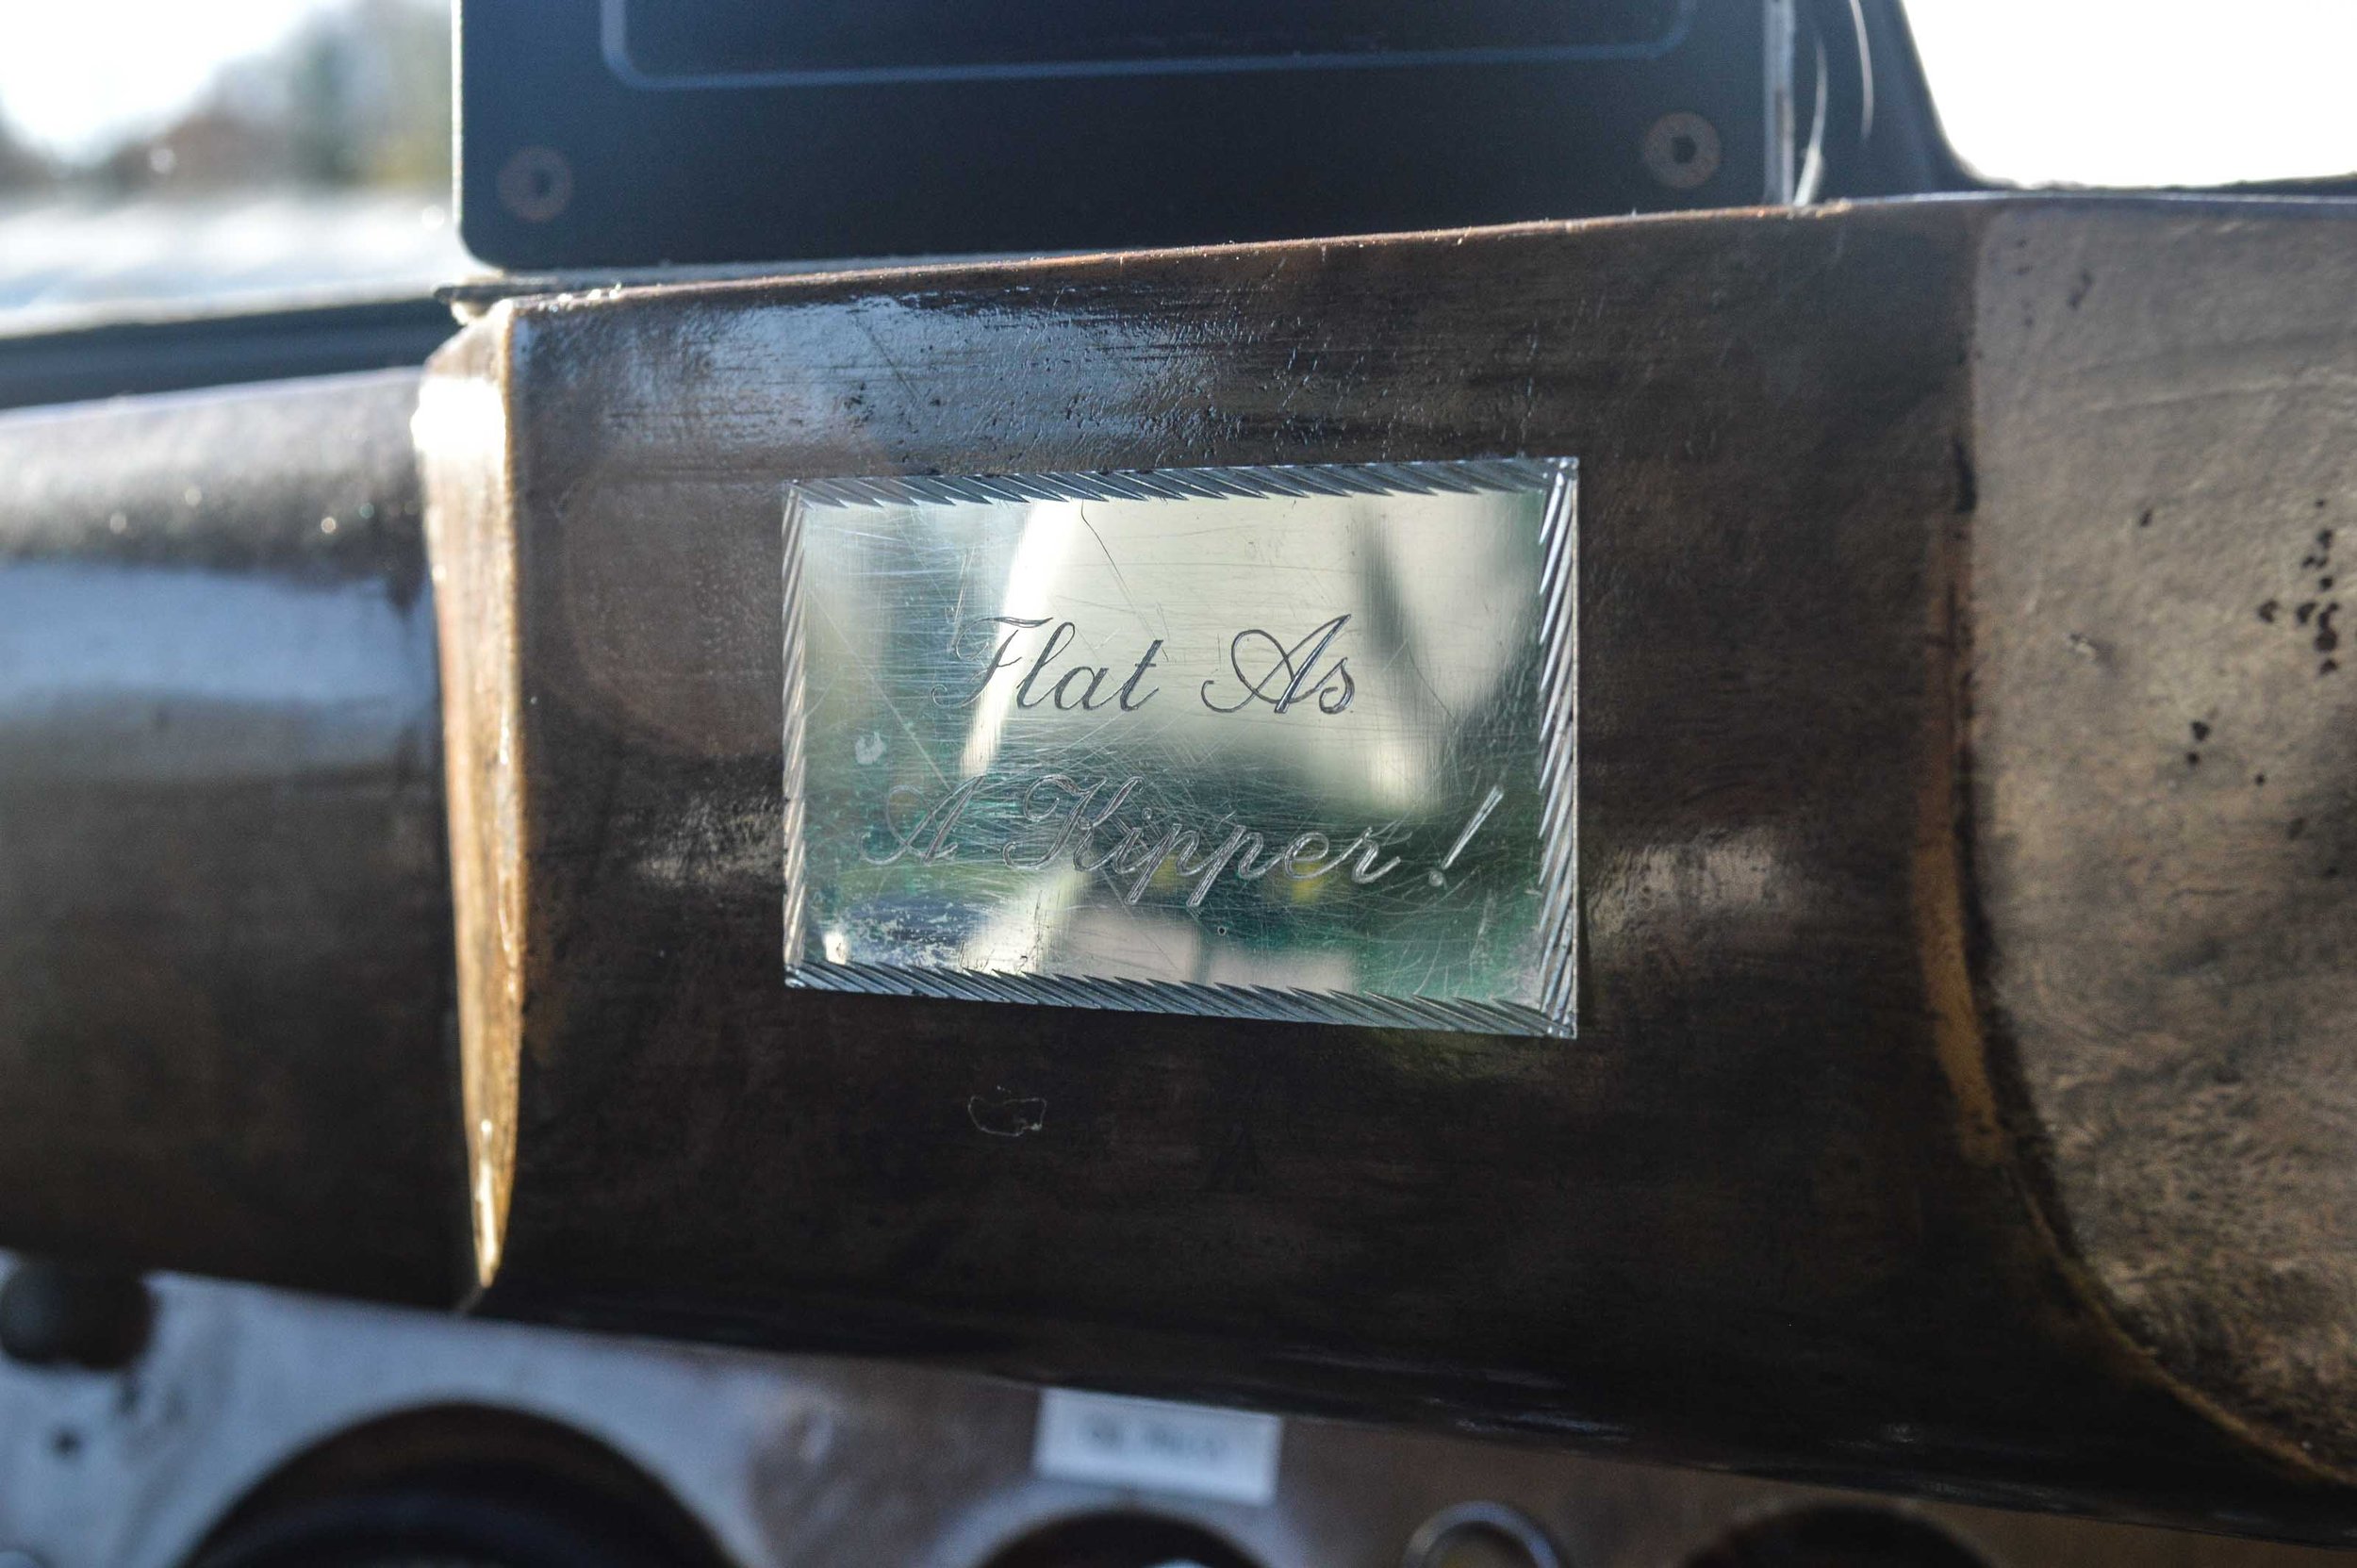 Flat As
A Kipper!